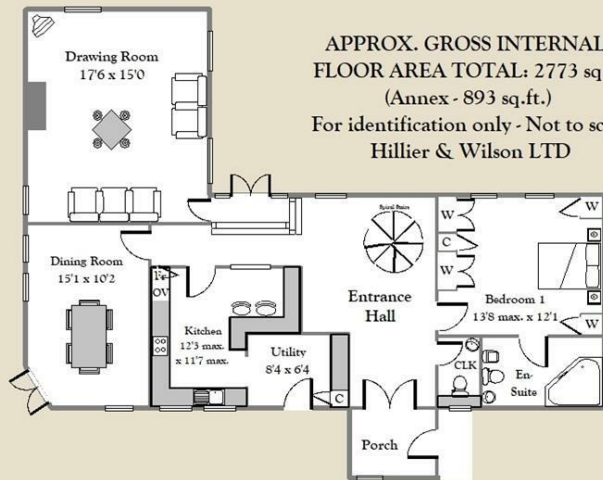 Drawing Room
17'6 x 15'0
APPROX. GROSS INTERNAL
FLOOR AREA TOTAL: 2773 sq
(Annex - 893 sq.ft.)
For identification only - Not to sc
Hillier & Wilson LTD
Dining Room
15'1 x 10'2
OV
Kitchen
12'3 max.
x 11'7 max.
Utility
8'4 x 6'4
C
Spiral Stairs
Entrance
Hall
W
C
W
W
Bedroom 1
13'8 max. x 12'1
W
CLK
En-
Suite
Porch